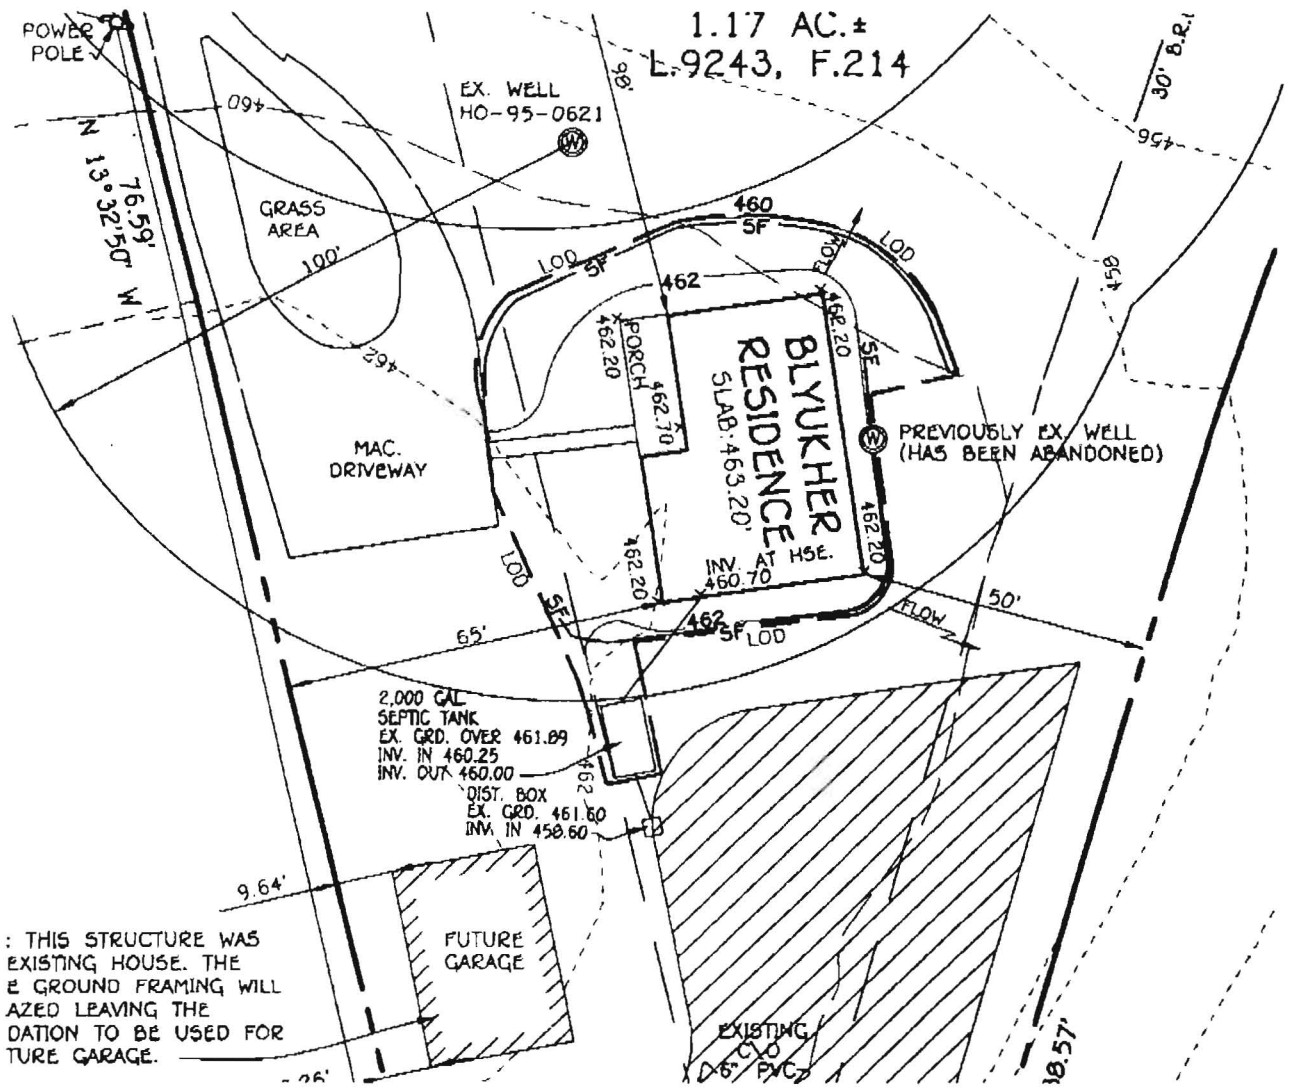 POWER
POLE
1.17 AC.±
L.9243, F.214
98'
30' B.R.L
EX. WELL
HO-95-0621
460
456
N 13°32'50" W
76.59'
GRASS
AREA
100'
460
SF
LOD
SF
FLOW
LOD
458
462
462
462.20
PORCH
462.70
462.20
SF
BLYUKHER
RESIDENCE
SLAB:463.20'
MAC.
DRIVEWAY
PREVIOUSLY EX. WELL
(HAS BEEN ABANDONED)
W
W
LOD
SF
462.20
INV. AT HSE.
460.70
462.20
462
SF
LOD
FLOW
50'
65'
2,000 GAL
SEPTIC TANK
EX. GRD. OVER 461.89
INV. IN 460.25
INV. OUT 460.00
462
DIST. BOX
EX. GRD. 461.60
INV. IN 458.60
9.64'
FUTURE
GARAGE
: THIS STRUCTURE WAS
EXISTING HOUSE. THE
E GROUND FRAMING WILL
AZED LEAVING THE
DATION TO BE USED FOR
TURE GARAGE.
26'
EXISTING
C/O
6" PVC
38.57'